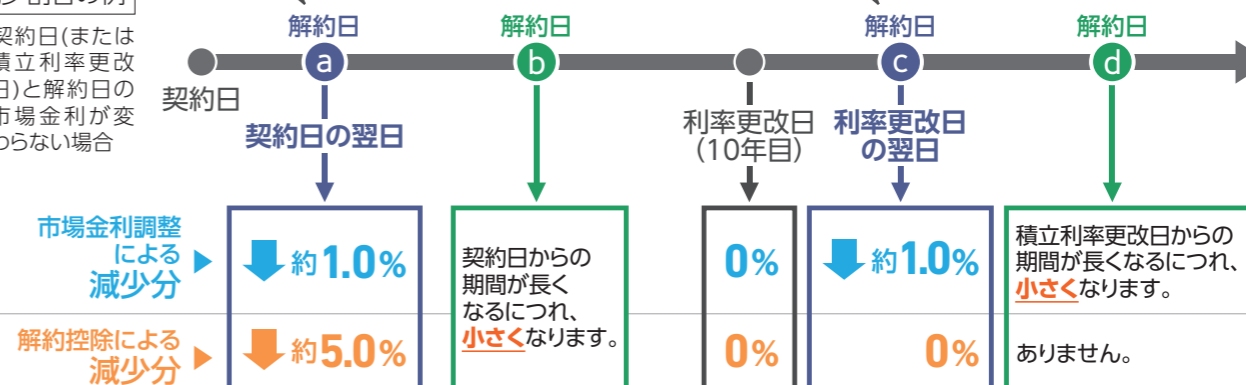 契約日(または
積立利率更改
日)と解約日の
市場金利が変
わらない場合
解約日
解約日
解約日
解約日
a
b
c
d
契約日
契約日の翌日
利率更改日
(10年目)
利率更改日
の翌日
市場金利調整
による
減少分
約1.0%
契約日からの
期間が長く
なるにつれ、
小さくなります。
0%
約1.0%
積立利率更改日からの
期間が長くなるにつれ、
小さくなります。
解約控除による
減少分
約5.0%
0%
0%
ありません。